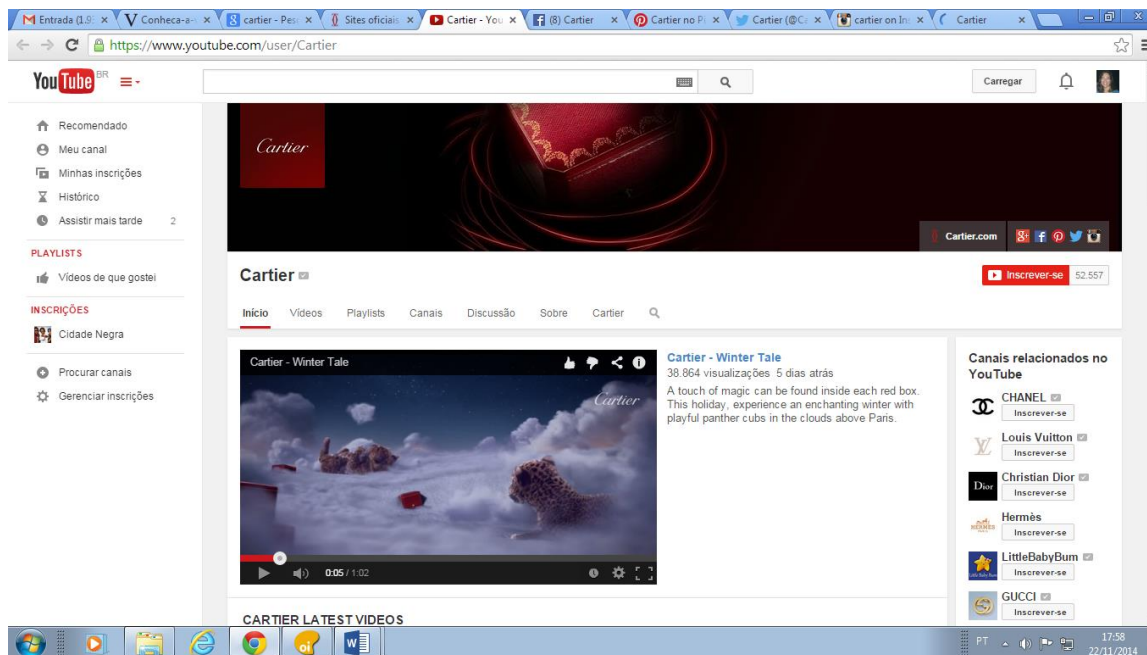 Entrada (1.9
Conheca-a-
cartier - Pes
Sites oficiais
Cartier - You
(8) Cartier
Cartier no Pi
Cartier (@Ca
cartier on In
Cartier
https://www.youtube.com/user/Cartier
YouTube BR
Carregar
Recomendado
Meu canal
Minhas inscrições
Histórico
Assistir mais tarde 2
PLAYLISTS
Vídeos de que gostei
INSCRIÇÕES
Cidade Negra
Procurar canais
Gerenciar inscrições
Cartier
Cartier.com
Cartier
Inscrever-se 52.557
Início Vídeos Playlists Canais Discussão Sobre Cartier
Cartier - Winter Tale
Cartier
0:05 / 1:02
Cartier - Winter Tale
38.864 visualizações 5 dias atrás
A touch of magic can be found inside each red box.
This holiday, experience an enchanting winter with
playful panther cubs in the clouds above Paris.
CARTIER LATEST VIDEOS
Canais relacionados no
YouTube
CHANEL
Inscrever-se
Louis Vuitton
Inscrever-se
Dior
Christian Dior
Inscrever-se
HERMES
Hermès
Inscrever-se
LittleBabyBum
Inscrever-se
GUCCI
Inscrever-se
PT
17:58
22/11/2014